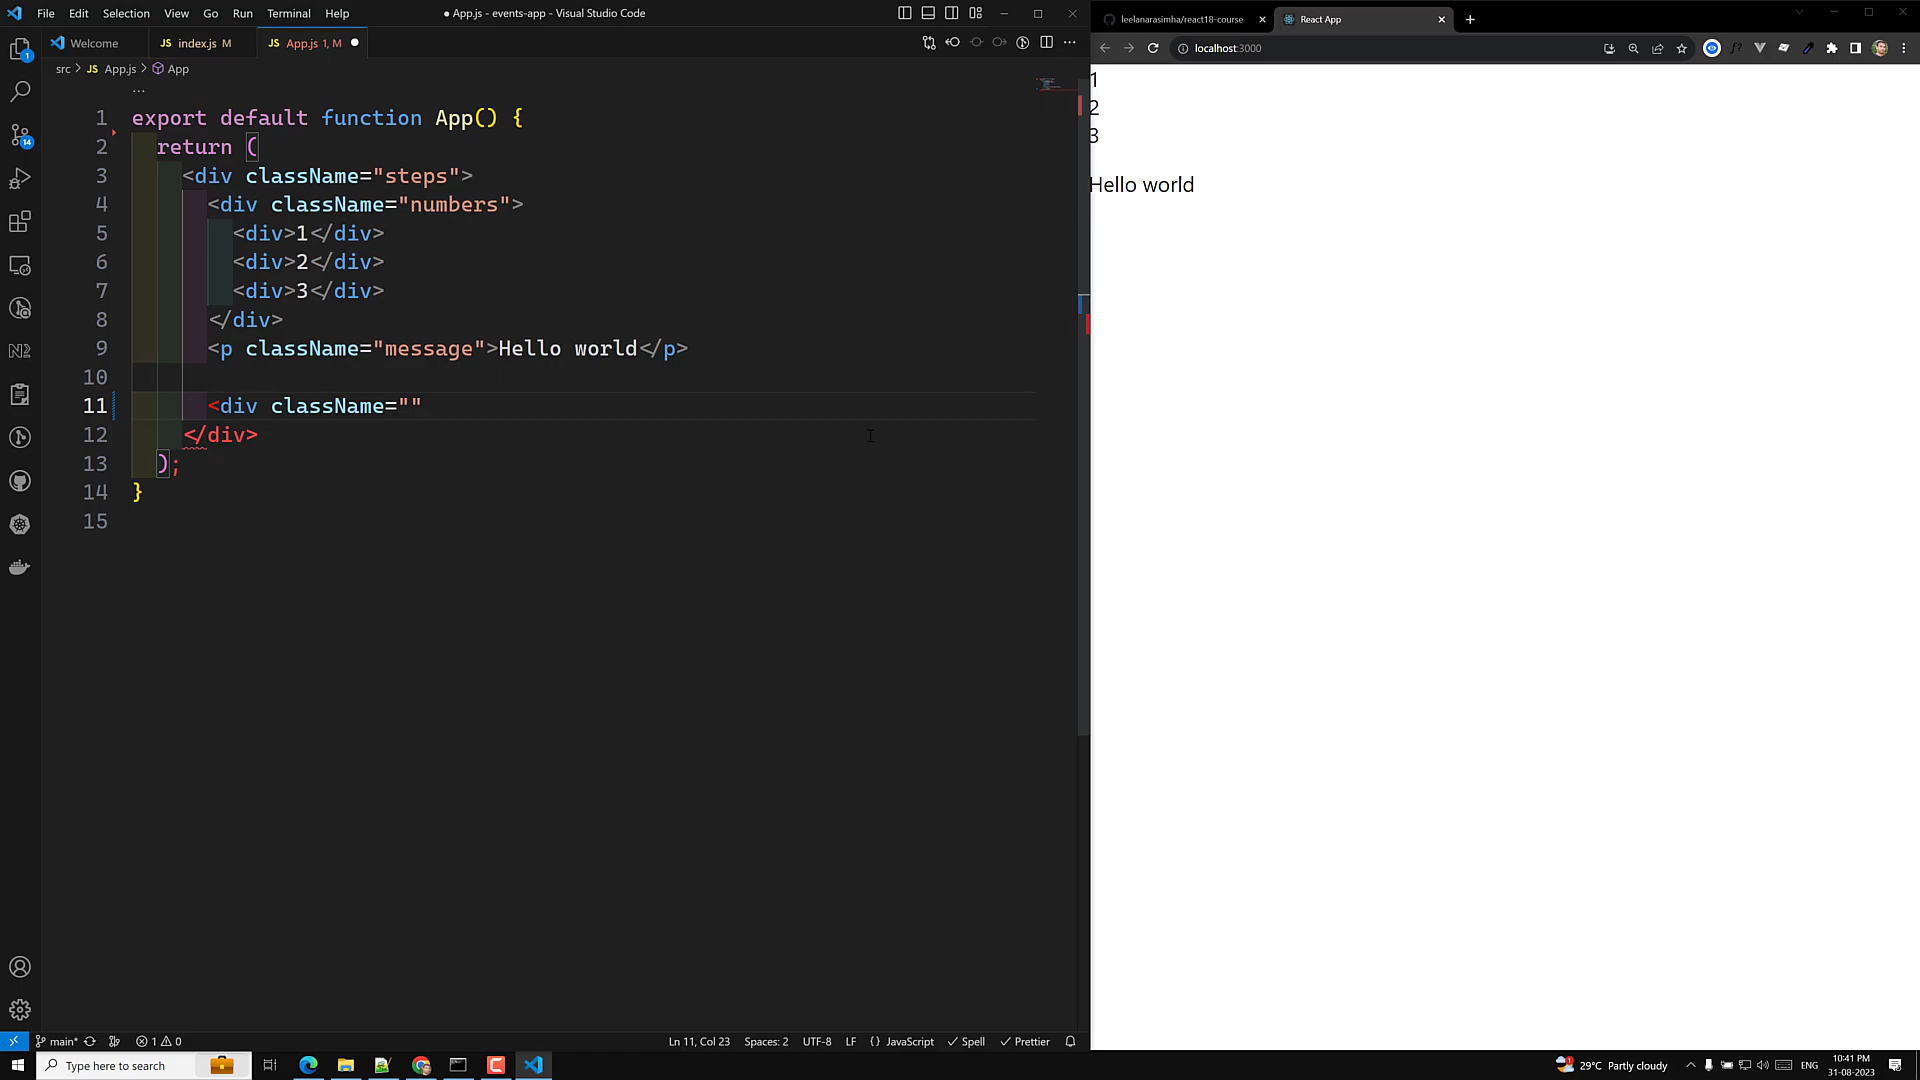 File Edit Selection View Go Run Terminal Help
● App.js - events-app - Visual Studio Code
Welcome
JS index.js M
JS App.js 1, M ●
src > JS App.js > App
...
1 export default function App() {
2 return (
3 <div className="steps">
4 <div className="numbers">
5 <div>1</div>
6 <div>2</div>
7 <div>3</div>
8 </div>
9 <p className="message">Hello world</p>
10
11 <div className=""
12 </div>
13 );
14 }
15
1
14
main*
1 0
Ln 11, Col 23 Spaces: 2 UTF-8 LF {} JavaScript Spell Prettier
leelanarasimha/react18-course
React App
localhost:3000
1
2
3
Hello world
Type here to search
29°C Partly cloudy
ENG
10:41 PM
31-08-2023